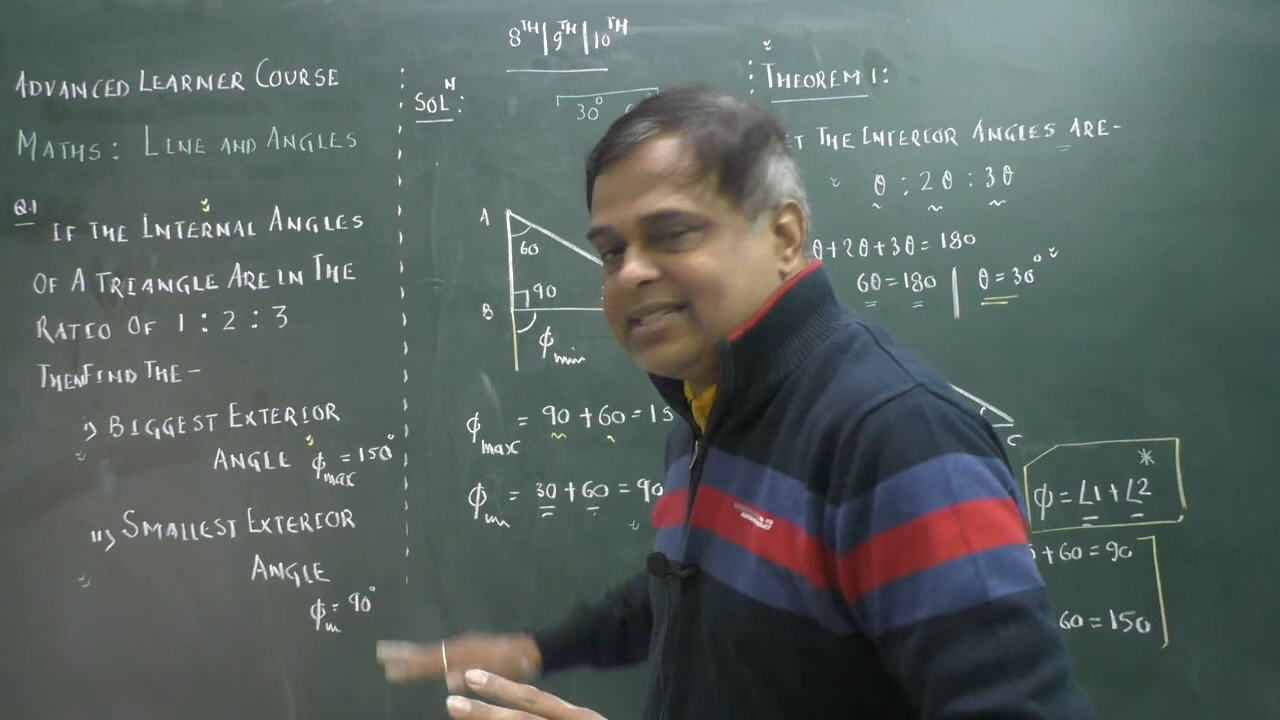 8TH|9TH|10TH
ADVANCED LEARNER COURSE
MATHS: LINE AND ANGLES
Q.1 IF THE INTERNAL ANGLES
OF A TRIANGLE ARE IN THE
RATIO OF 1 : 2 : 3
THEN FIND THE -
i) BIGGEST EXTERIOR
ANGLE ϕmax = 150°
ii) SMALLEST EXTERIOR
ANGLE
ϕm = 90°
SOLN:
30°
A
60
90
B
ϕmin
ϕmax = 90 + 60 = 15
ϕm = 30 + 60 = 90
THEOREM 1:
THE INTERIOR ANGLES ARE-
θ : 2θ : 3θ
θ + 2θ + 3θ = 180
6θ = 180 | θ = 30°
C
*
ϕ = ∠1 + ∠2
+ 60 = 90
60 = 150